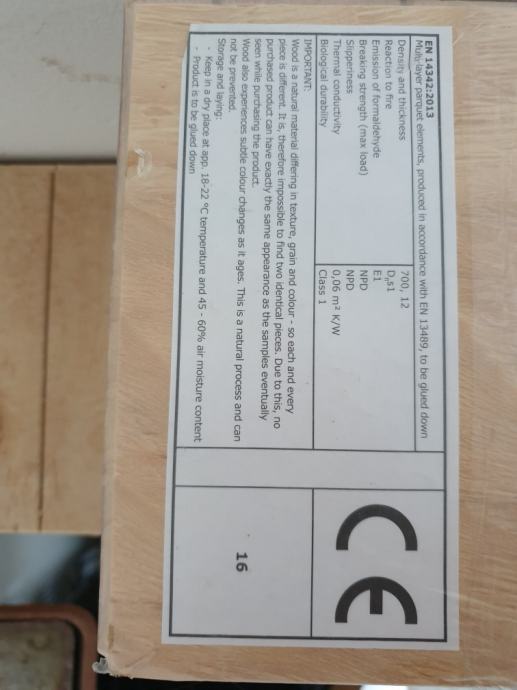 EN 14342:2013
Multi-layer parquet elements, produced in accordance with EN 13489, to be glued down
Density and thickness 700, 12
Reaction to fire Dfls1
Emission of formaldehyde E1
Breaking strength (max load) NPD
Slipperiness NPD
Thermal conductivity 0,06 m² K/W
Biological durability Class 1
IMPORTANT:
Wood is a natural material differing in texture, grain and colour - so each and every
piece is different. It is, therefore impossible to find two identical pieces. Due to this, no
purchased product can have exactly the same appearance as the samples eventually
seen while purchasing the product.
Wood also experiences subtle colour changes as it ages. This is a natural process and can
not be prevented.
Storage and laying:
- Keep in a dry place at app. 18-22 °C temperature and 45 - 60% air moisture content
- Product is to be glued down
CE
16